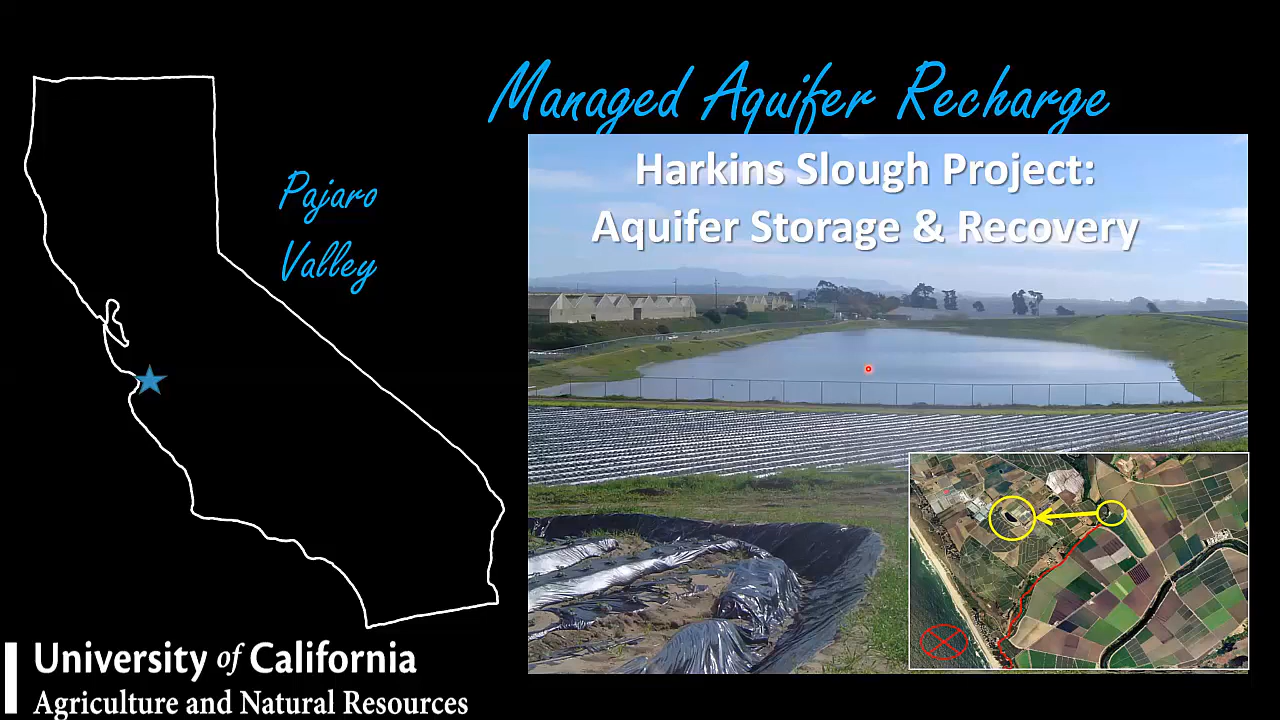 Managed Aquifer Recharge
Harkins Slough Project:
Aquifer Storage & Recovery
Pajaro
Valley
University of California
Agriculture and Natural Resources